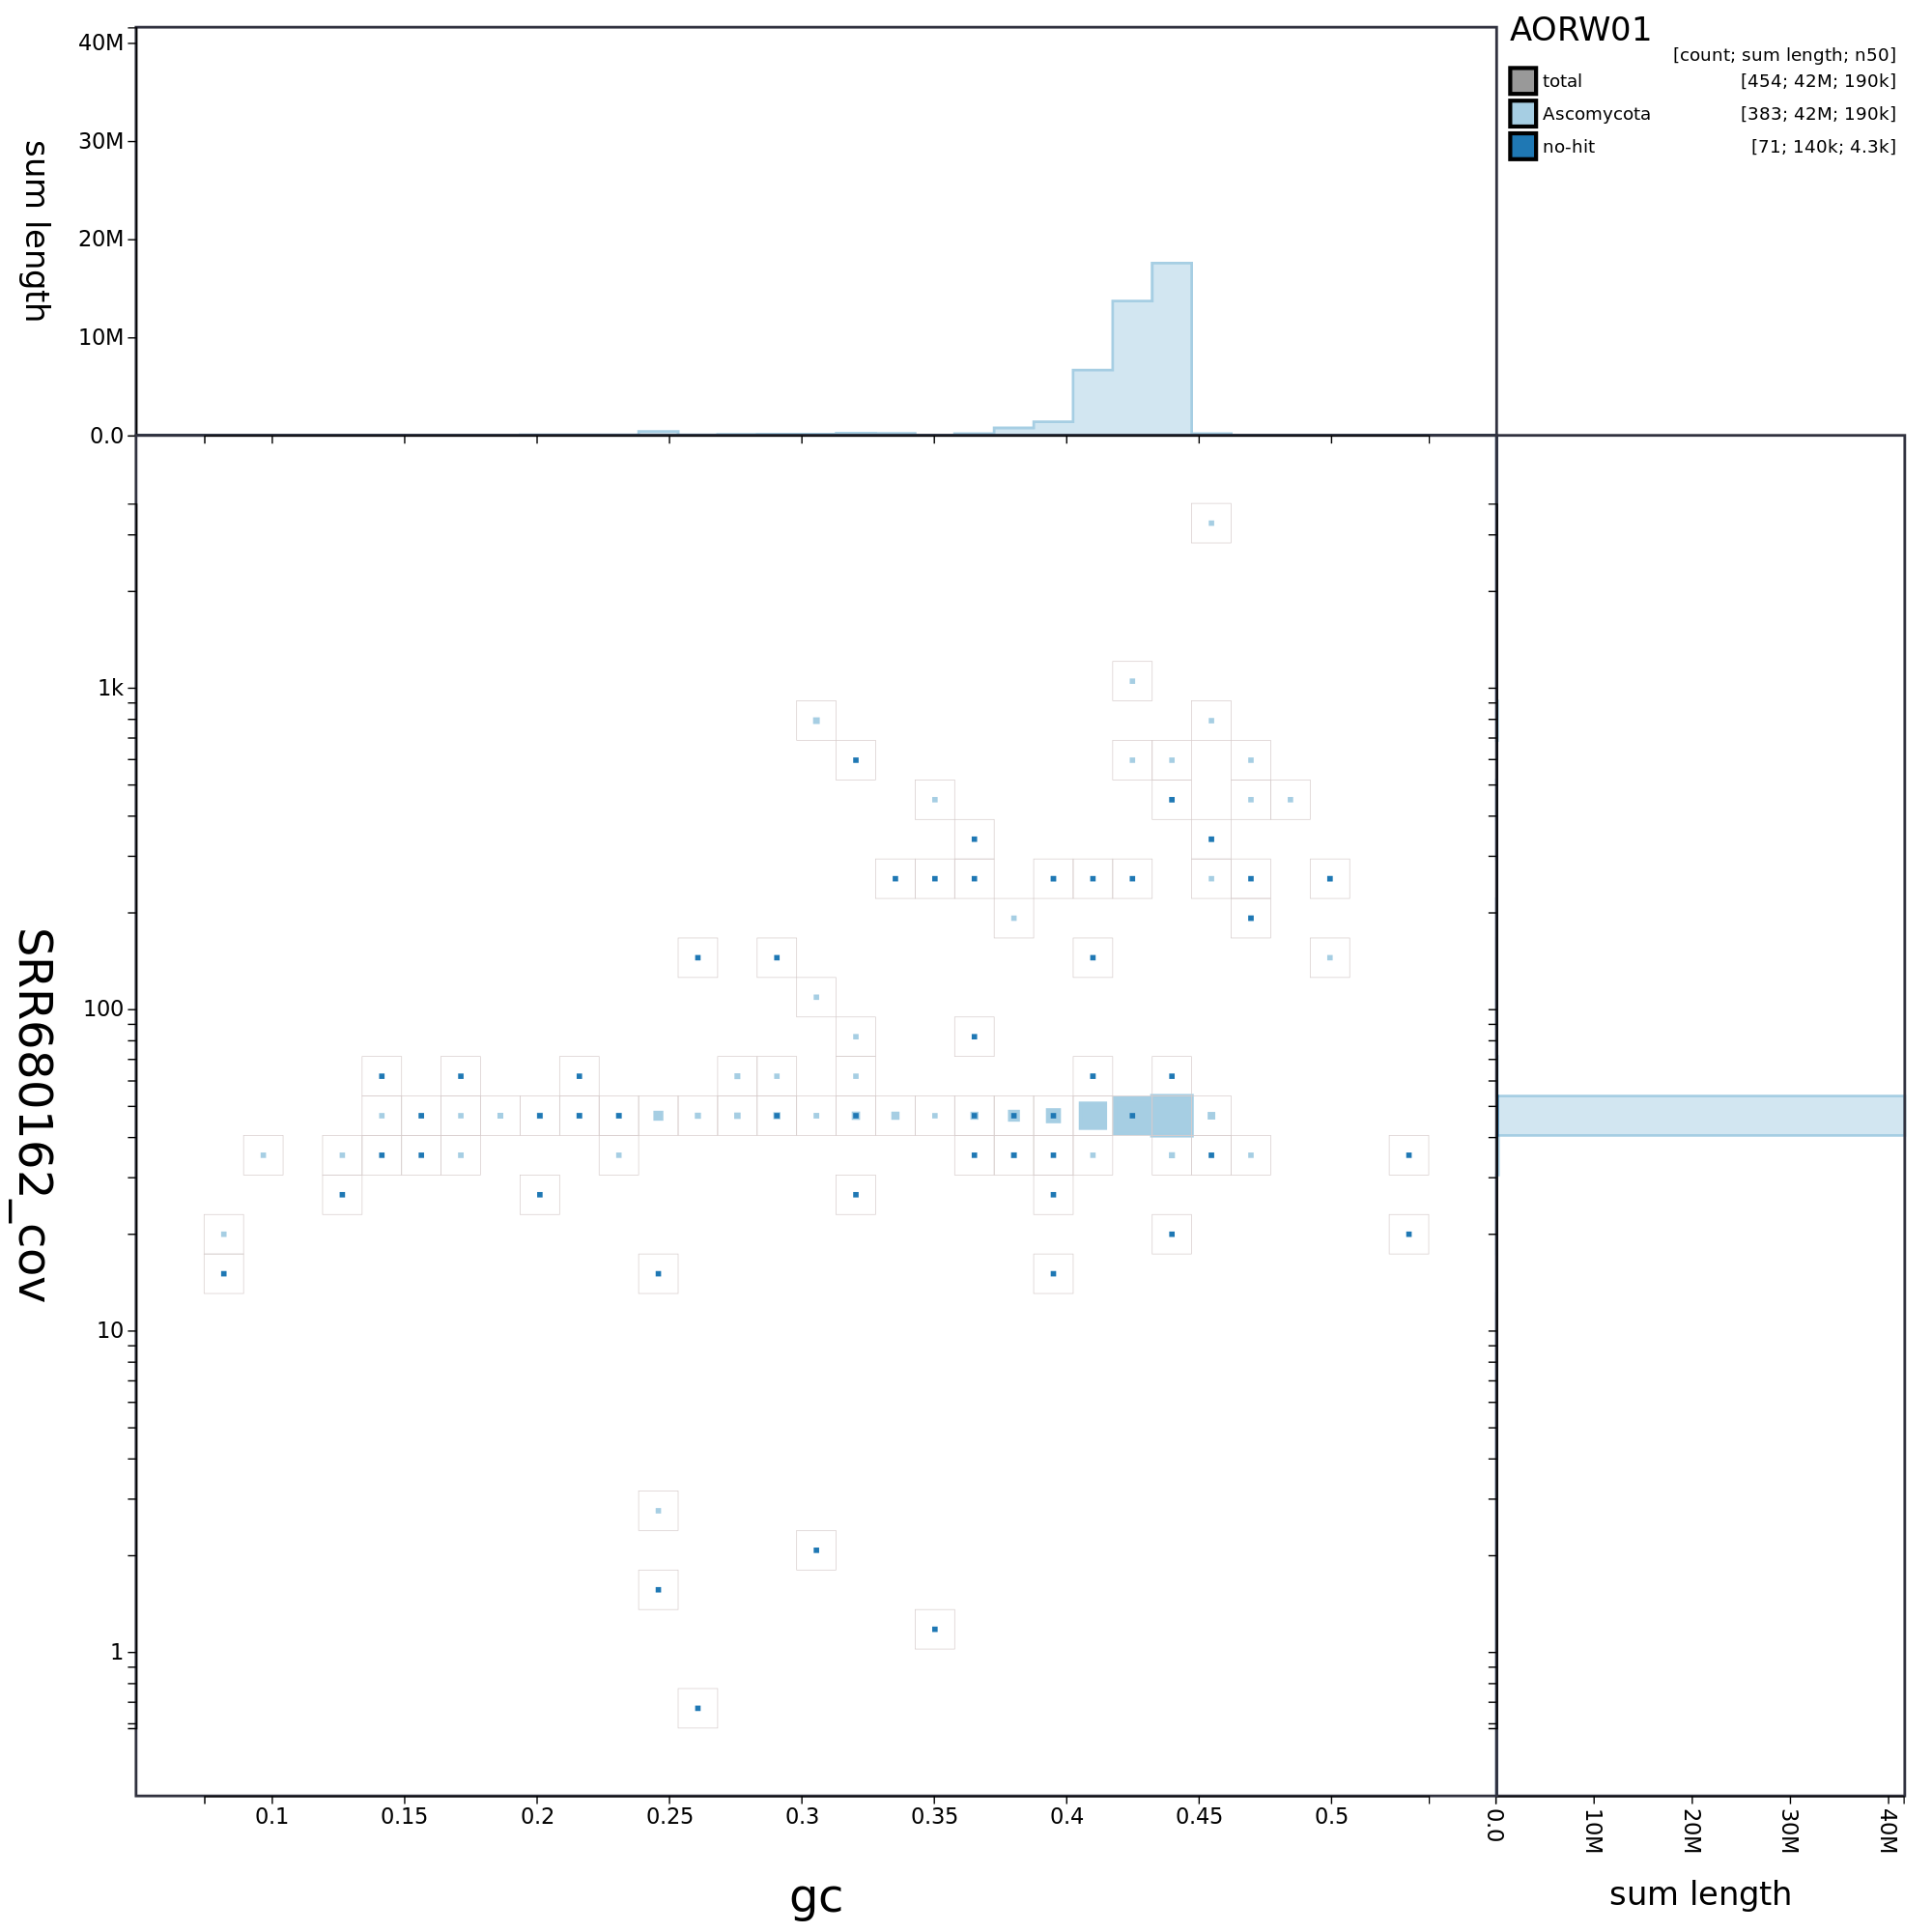 AORW01
[count; sum length; n50]
total [454; 42M; 190k]
Ascomycota [383; 42M; 190k]
no-hit [71; 140k; 4.3k]
sum length
40M
30M
20M
10M
0.0
SRR680162_cov
1k
100
10
1
0.1 0.15 0.2 0.25 0.3 0.35 0.4 0.45 0.5
gc
0.0 10M 20M 30M 40M
sum length